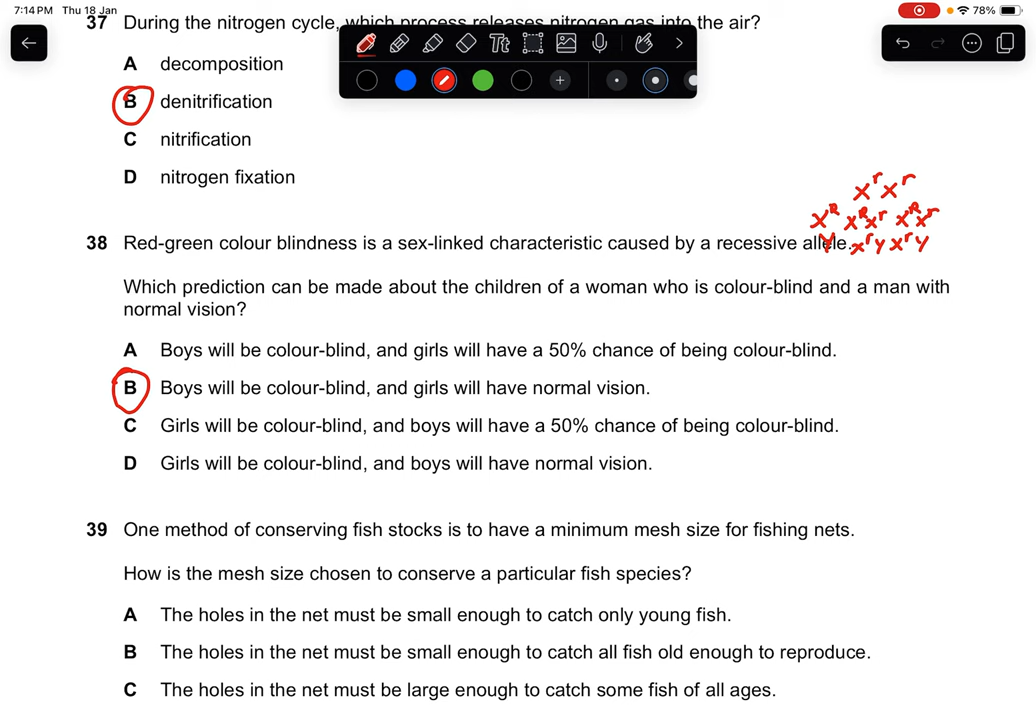 7:14 PM Thu 18 Jan
78%
37 During the nitrogen cycle, which process releases nitrogen gas into the air?
Tt
A decomposition
B denitrification
C nitrification
D nitrogen fixation
Xʳ Xʳ
Xᴿ XᴿXʳ XᴿXʳ
Y XʳY XʳY
38 Red-green colour blindness is a sex-linked characteristic caused by a recessive allele.
Which prediction can be made about the children of a woman who is colour-blind and a man with
normal vision?
A Boys will be colour-blind, and girls will have a 50% chance of being colour-blind.
B Boys will be colour-blind, and girls will have normal vision.
C Girls will be colour-blind, and boys will have a 50% chance of being colour-blind.
D Girls will be colour-blind, and boys will have normal vision.
39 One method of conserving fish stocks is to have a minimum mesh size for fishing nets.
How is the mesh size chosen to conserve a particular fish species?
A The holes in the net must be small enough to catch only young fish.
B The holes in the net must be small enough to catch all fish old enough to reproduce.
C The holes in the net must be large enough to catch some fish of all ages.